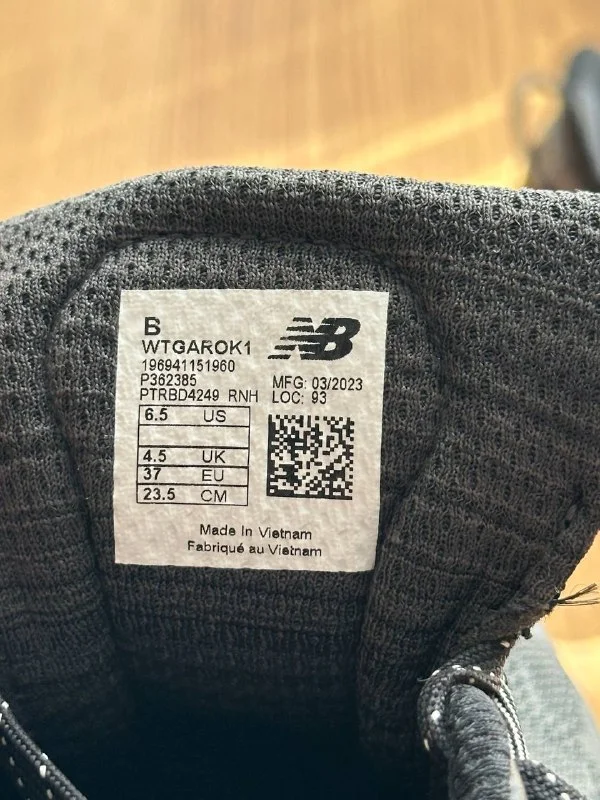 B
WTGAROK1
196941151960
P362385
PTRBD4249 RNH
NB
MFG: 03/2023
LOC: 93
6.5 US
4.5 UK
37 EU
23.5 CM
Made In Vietnam
Fabriqué au Vietnam